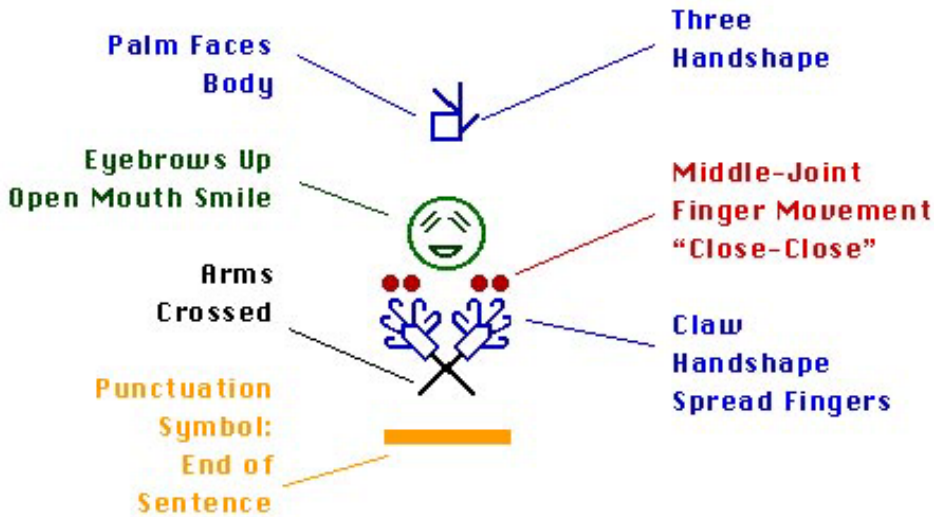 Palm Faces
Body
Three
Handshape
Eyebrows Up
Open Mouth Smile
Middle-Joint
Finger Movement
“Close-Close”
Arms
Crossed
Claw
Handshape
Spread Fingers
Punctuation
Symbol:
End of
Sentence